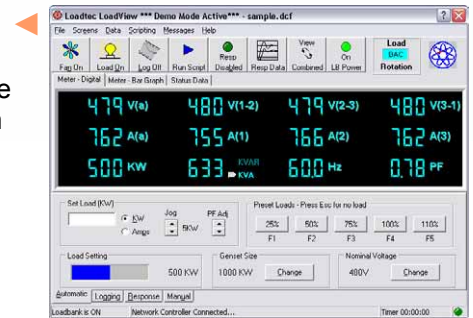 Loadtec LoadView *** Demo Mode Active*** - sample.dcf
File Screens Data Scripting Messages Help
Fan On Load On Log Off Run Script Resp Disabled Resp Data View Combined On LB Power Load BAC Rotation
Meter - Digital Meter - Bar Graph Status Data
479 V(a) 480 V(1-2) 479 V(2-3) 480 V(3-1)
762 A(a) 755 A(1) 766 A(2) 762 A(3)
500 KW 633 KVAR KVA 60.0 Hz 0.78 PF
Set Load (KW) Preset Loads - Press Esc for no load
KW Amps Jog 5KW PF Adj 25% 50% 75% 100% 110%
F1 F2 F3 F4 F5
Load Setting Genset Size Nominal Voltage
500 KW 1000 KW Change 480V Change
Automatic Logging Response Manual
Loadbank is ON Network Controller Connected... Timer 00:00:00